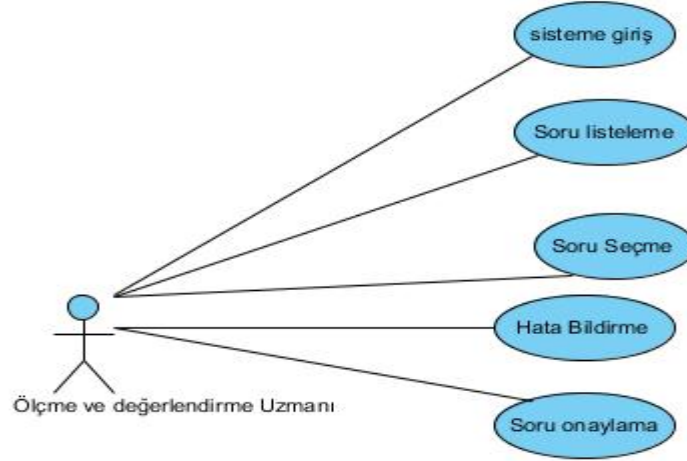 sisteme giriş
Soru listeleme
Soru Seçme
Hata Bildirme
Ölçme ve değerlendirme Uzmanı
Soru onaylama